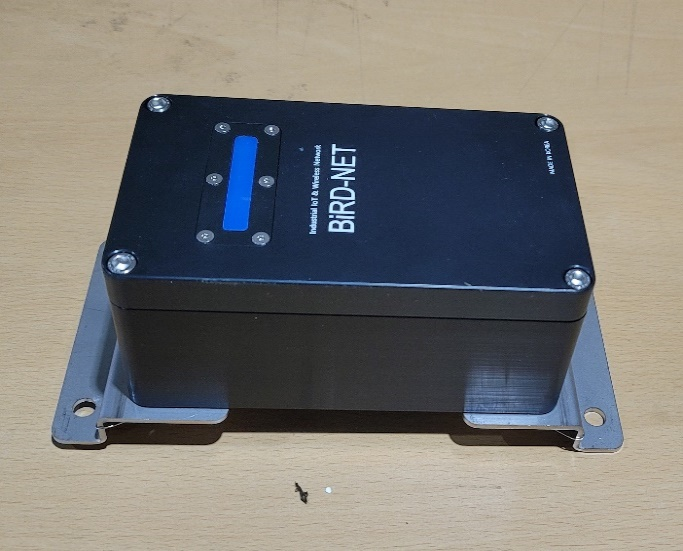 Industrial IoT & Wireless Network
BiRD-NET
MADE IN KOREA